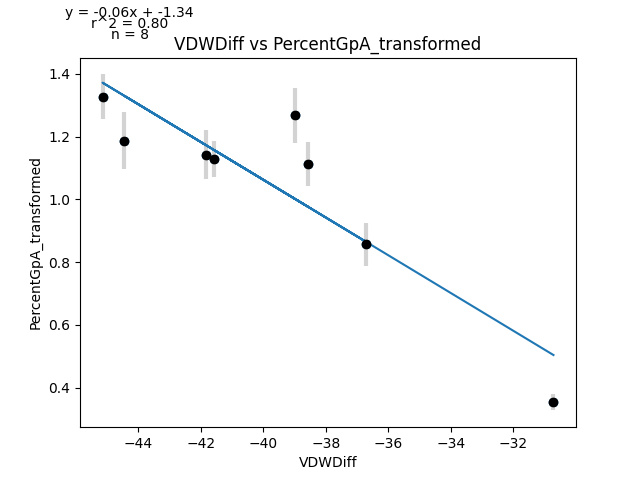 y = -0.06x + -1.34
r^2 = 0.80
n = 8
VDWDiff vs PercentGpA_transformed
1.4
1.2
1.0
0.8
0.6
0.4
PercentGpA_transformed
−44 −42 −40 −38 −36 −34 −32
VDWDiff